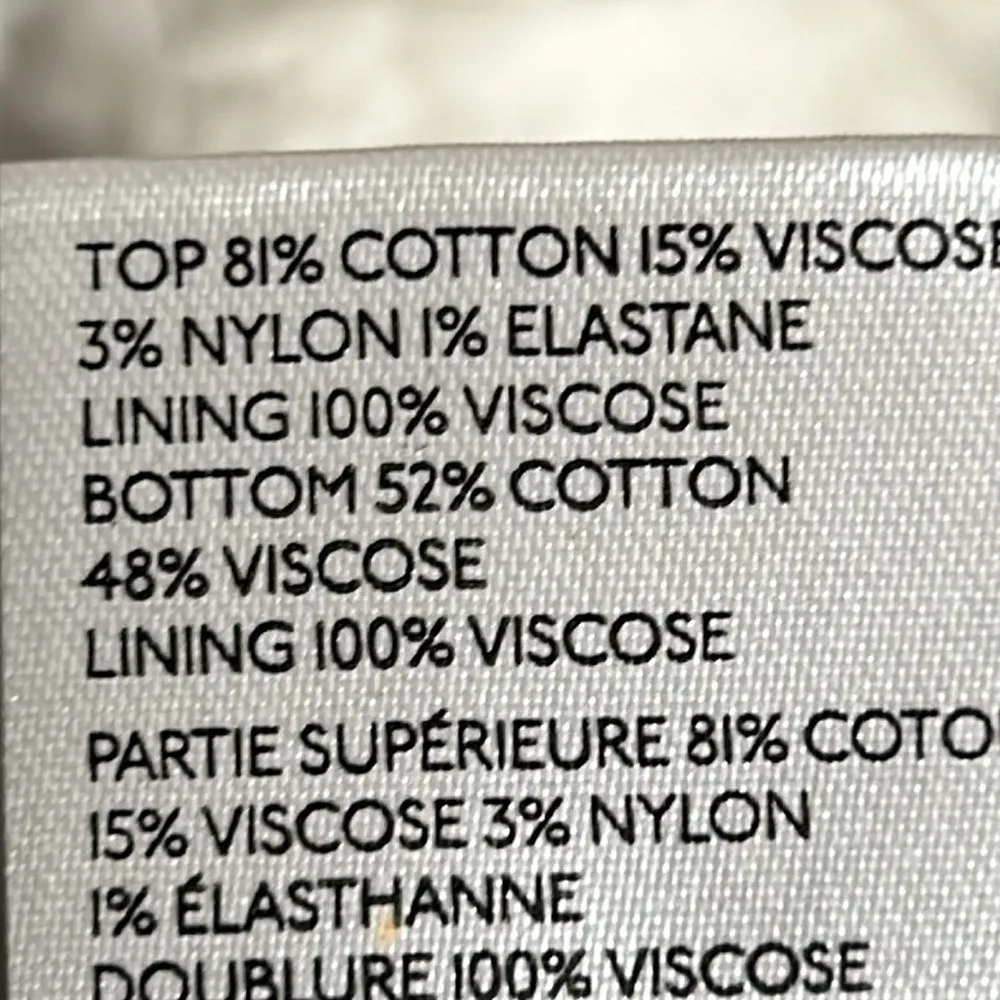 TOP 81% COTTON 15% VISCOSE
3% NYLON 1% ELASTANE
LINING 100% VISCOSE
BOTTOM 52% COTTON
48% VISCOSE
LINING 100% VISCOSE
PARTIE SUPÉRIEURE 81% COTO
15% VISCOSE 3% NYLON
1% ÉLASTHANNE
DOUBLURE 100% VISCOSE